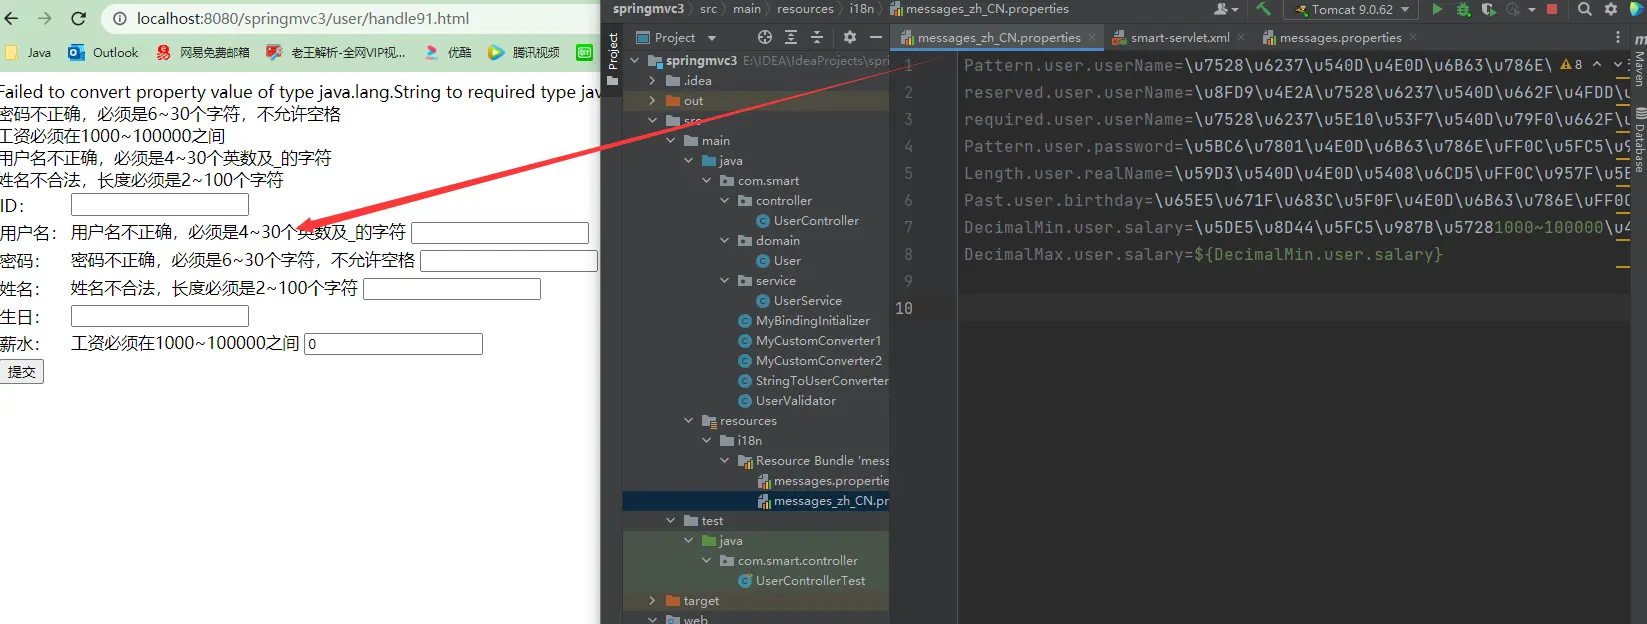 localhost:8080/springmvc3/user/handle91.html
Java Outlook 网易免费邮箱 老王解析-全网VIP视... 优酷 腾讯视频
Failed to convert property value of type java.lang.String to required type jav
密码不正确，必须是6~30个字符，不允许空格
工资必须在1000~100000之间
用户名不正确，必须是4~30个英数及_的字符
姓名不合法，长度必须是2~100个字符
ID：
用户名： 用户名不正确，必须是4~30个英数及_的字符
密码： 密码不正确，必须是6~30个字符，不允许空格
姓名： 姓名不合法，长度必须是2~100个字符
生日：
薪水： 工资必须在1000~100000之间 0
提交
springmvc3 src main resources i18n messages_zh_CN.properties
Tomcat 9.0.62
Project
Project
messages_zh_CN.properties smart-servlet.xml messages.properties
springmvc3 E:\IDEA\IdeaProjects\spri
.idea
out
src
main
java
com.smart
controller
UserController
domain
User
service
UserService
MyBindingInitializer
MyCustomConverter1
MyCustomConverter2
StringToUserConverter
UserValidator
resources
i18n
Resource Bundle 'mess
messages.propertie
messages_zh_CN.pr
test
java
com.smart.controller
UserControllerTest
target
web
1 Pattern.user.userName=\u7528\u6237\u540D\u4E0D\u6B63\u786E\ 8
2 reserved.user.userName=\u8FD9\u4E2A\u7528\u6237\u540D\u662F\u4FDD\u
3 required.user.userName=\u7528\u6237\u5E10\u53F7\u540D\u79F0\u662F\u
4 Pattern.user.password=\u5BC6\u7801\u4E0D\u6B63\u786E\uFF0C\u5FC5\u9
5 Length.user.realName=\u59D3\u540D\u4E0D\u5408\u6CD5\uFF0C\u957F\u5E
6 Past.user.birthday=\u65E5\u671F\u683C\u5F0F\u4E0D\u6B63\u786E\uFF0C
7 DecimalMin.user.salary=\u5DE5\u8D44\u5FC5\u987B\u57281000~100000\u4
8 DecimalMax.user.salary=${DecimalMin.user.salary}
9
10
Maven
Database